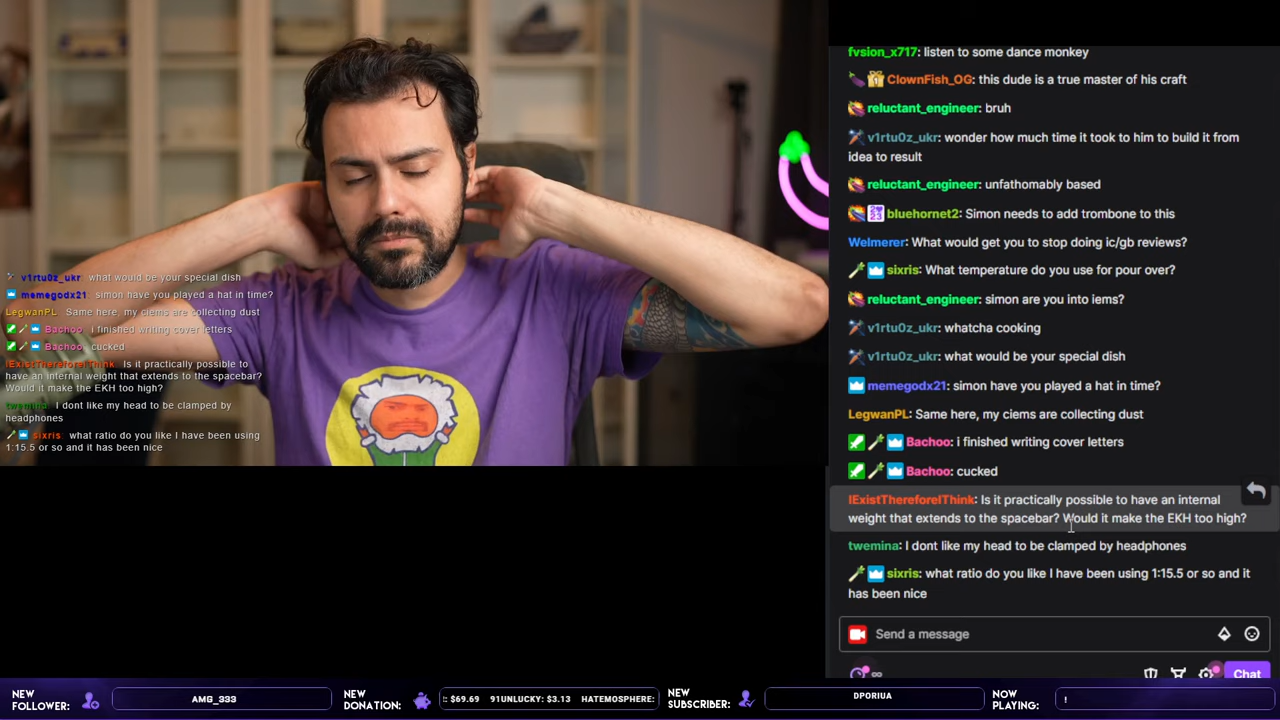 v1rtu0z_ukr what would be your special dish
memegodx21 simon have you played a hat in time?
LegwanPL Same here, my ciems are collecting dust
Bachoo i finished writing cover letters
Bachoo cucked
IExistThereforeIThink Is it practically possible to
have an internal weight that extends to the spacebar?
Would it make the EKH too high?
twemina I dont like my head to be clamped by
headphones
sixris what ratio do you like I have been using
1:15.5 or so and it has been nice
fvsion_x717: listen to some dance monkey
ClownFish_OG: this dude is a true master of his craft
reluctant_engineer: bruh
v1rtu0z_ukr: wonder how much time it took to him to build it from
idea to result
reluctant_engineer: unfathomably based
bluehornet2: Simon needs to add trombone to this
Welmerer: What would get you to stop doing ic/gb reviews?
sixris: What temperature do you use for pour over?
reluctant_engineer: simon are you into iems?
v1rtu0z_ukr: whatcha cooking
v1rtu0z_ukr: what would be your special dish
memegodx21: simon have you played a hat in time?
LegwanPL: Same here, my ciems are collecting dust
Bachoo: i finished writing cover letters
Bachoo: cucked
IExistThereforeIThink: Is it practically possible to have an internal
weight that extends to the spacebar? Would it make the EKH too high?
twemina: I dont like my head to be clamped by headphones
sixris: what ratio do you like I have been using 1:15.5 or so and it
has been nice
Send a message
Chat
NEW
FOLLOWER:
AMG_333
NEW
DONATION:
: $69.69 91UNLUCKY: $3.13 HATEMOSPHERE:
NEW
SUBSCRIBER:
DPORIUA
NOW
PLAYING:
!